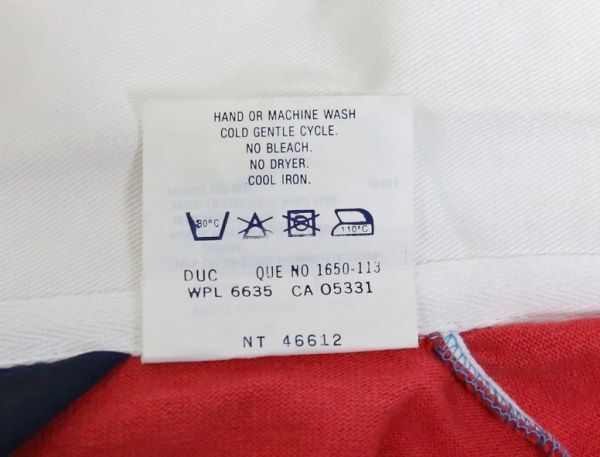 HAND OR MACHINE WASH
COLD GENTLE CYCLE.
NO BLEACH.
NO DRYER.
COOL IRON.
30°C A 110°C
DUC QUE NO 1650-113
WPL 6635 CA 05331
NT 46612